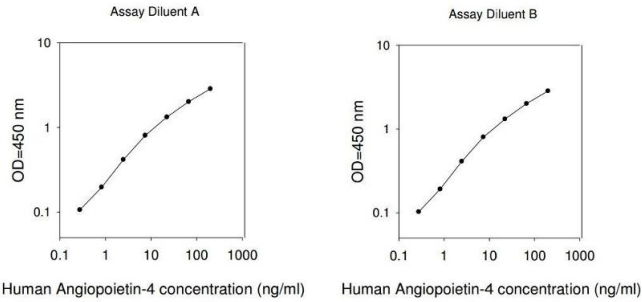 Assay Diluent A
10
1
0.1
OD=450 nm
0.1 1 10 100 1000
Human Angiopoietin-4 concentration (ng/ml)
Assay Diluent B
10
1
0.1
OD=450 nm
0.1 1 10 100 1000
Human Angiopoietin-4 concentration (ng/ml)